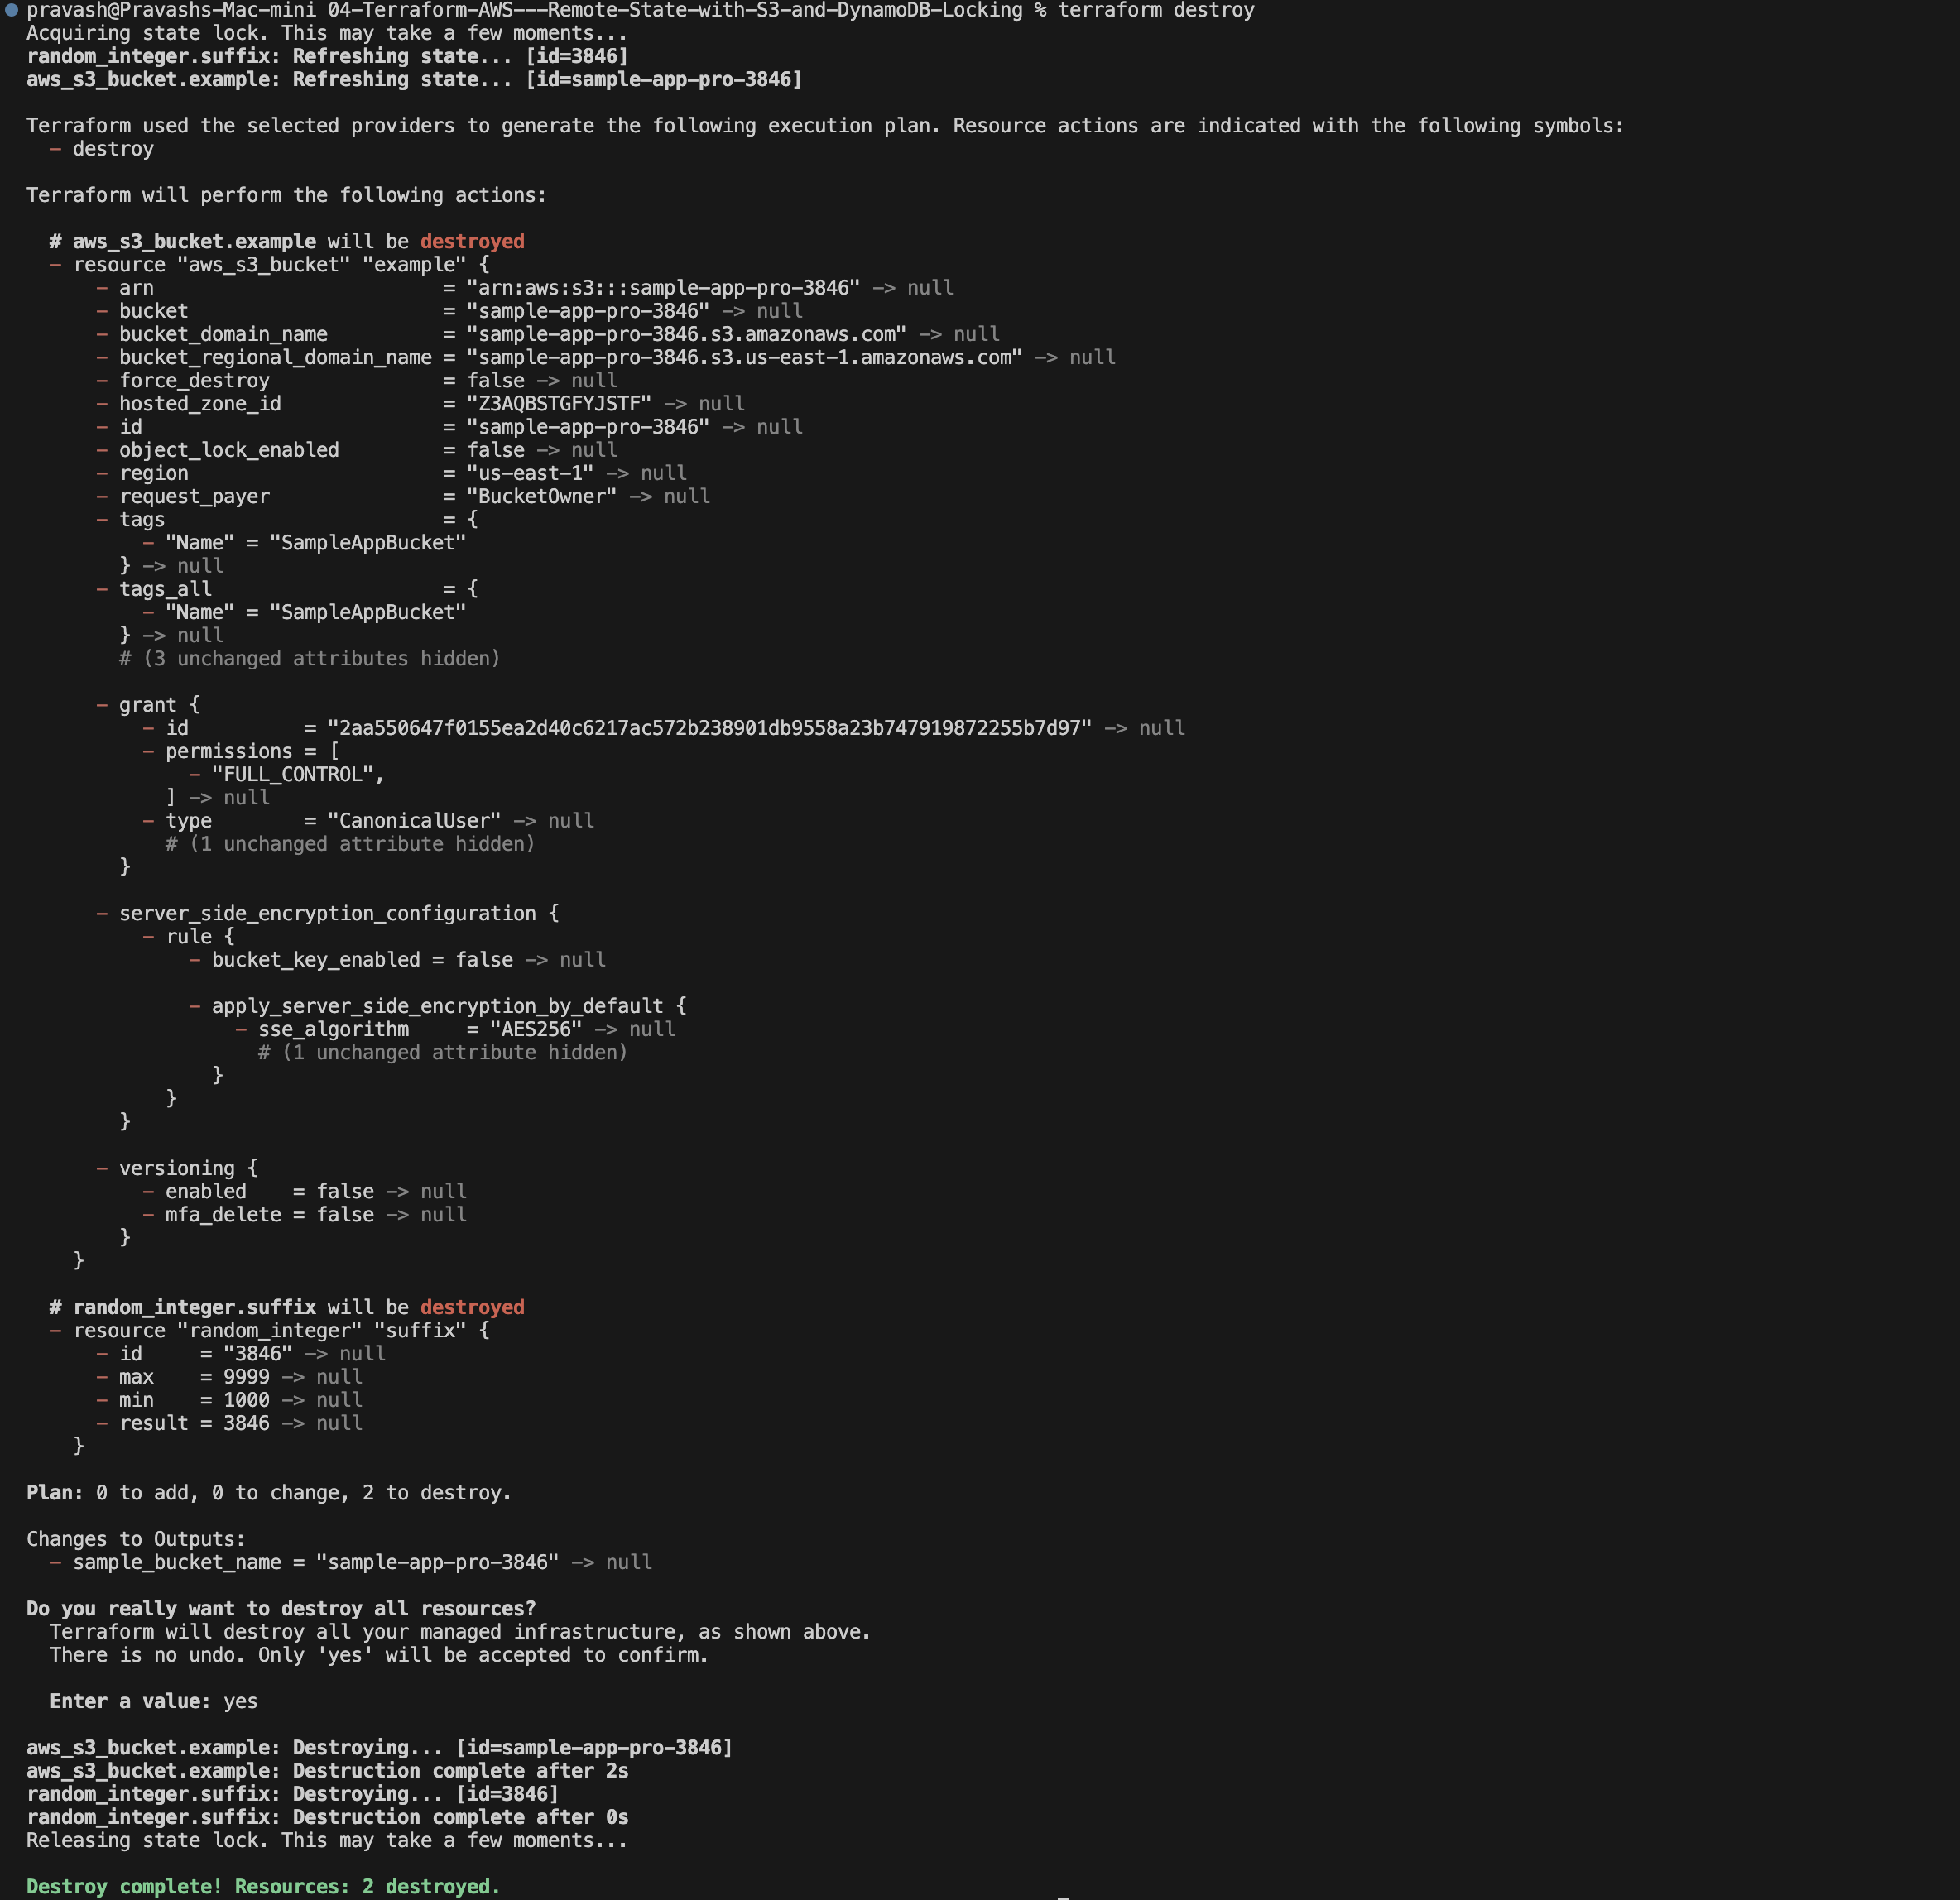 pravash@Pravashs-Mac-mini 04-Terraform-AWS---Remote-State-with-S3-and-DynamoDB-Locking % terraform destroy
Acquiring state lock. This may take a few moments...
random_integer.suffix: Refreshing state... [id=3846]
aws_s3_bucket.example: Refreshing state... [id=sample-app-pro-3846]

Terraform used the selected providers to generate the following execution plan. Resource actions are indicated with the following symbols:
  - destroy

Terraform will perform the following actions:

  # aws_s3_bucket.example will be destroyed
  - resource "aws_s3_bucket" "example" {
      - arn                         = "arn:aws:s3:::sample-app-pro-3846" -> null
      - bucket                      = "sample-app-pro-3846" -> null
      - bucket_domain_name          = "sample-app-pro-3846.s3.amazonaws.com" -> null
      - bucket_regional_domain_name = "sample-app-pro-3846.s3.us-east-1.amazonaws.com" -> null
      - force_destroy               = false -> null
      - hosted_zone_id              = "Z3AQBSTGFYJSTF" -> null
      - id                          = "sample-app-pro-3846" -> null
      - object_lock_enabled         = false -> null
      - region                      = "us-east-1" -> null
      - request_payer               = "BucketOwner" -> null
      - tags                        = {
          - "Name" = "SampleAppBucket"
        } -> null
      - tags_all                    = {
          - "Name" = "SampleAppBucket"
        } -> null
        # (3 unchanged attributes hidden)

      - grant {
          - id          = "2aa550647f0155ea2d40c6217ac572b238901db9558a23b747919872255b7d97" -> null
          - permissions = [
              - "FULL_CONTROL",
            ] -> null
          - type        = "CanonicalUser" -> null
            # (1 unchanged attribute hidden)
        }

      - server_side_encryption_configuration {
          - rule {
              - bucket_key_enabled = false -> null

              - apply_server_side_encryption_by_default {
                  - sse_algorithm     = "AES256" -> null
                    # (1 unchanged attribute hidden)
                }
            }
        }

      - versioning {
          - enabled    = false -> null
          - mfa_delete = false -> null
        }
    }

  # random_integer.suffix will be destroyed
  - resource "random_integer" "suffix" {
      - id     = "3846" -> null
      - max    = 9999 -> null
      - min    = 1000 -> null
      - result = 3846 -> null
    }

Plan: 0 to add, 0 to change, 2 to destroy.

Changes to Outputs:
  - sample_bucket_name = "sample-app-pro-3846" -> null

Do you really want to destroy all resources?
  Terraform will destroy all your managed infrastructure, as shown above.
  There is no undo. Only 'yes' will be accepted to confirm.

  Enter a value: yes

aws_s3_bucket.example: Destroying... [id=sample-app-pro-3846]
aws_s3_bucket.example: Destruction complete after 2s
random_integer.suffix: Destroying... [id=3846]
random_integer.suffix: Destruction complete after 0s
Releasing state lock. This may take a few moments...

Destroy complete! Resources: 2 destroyed.